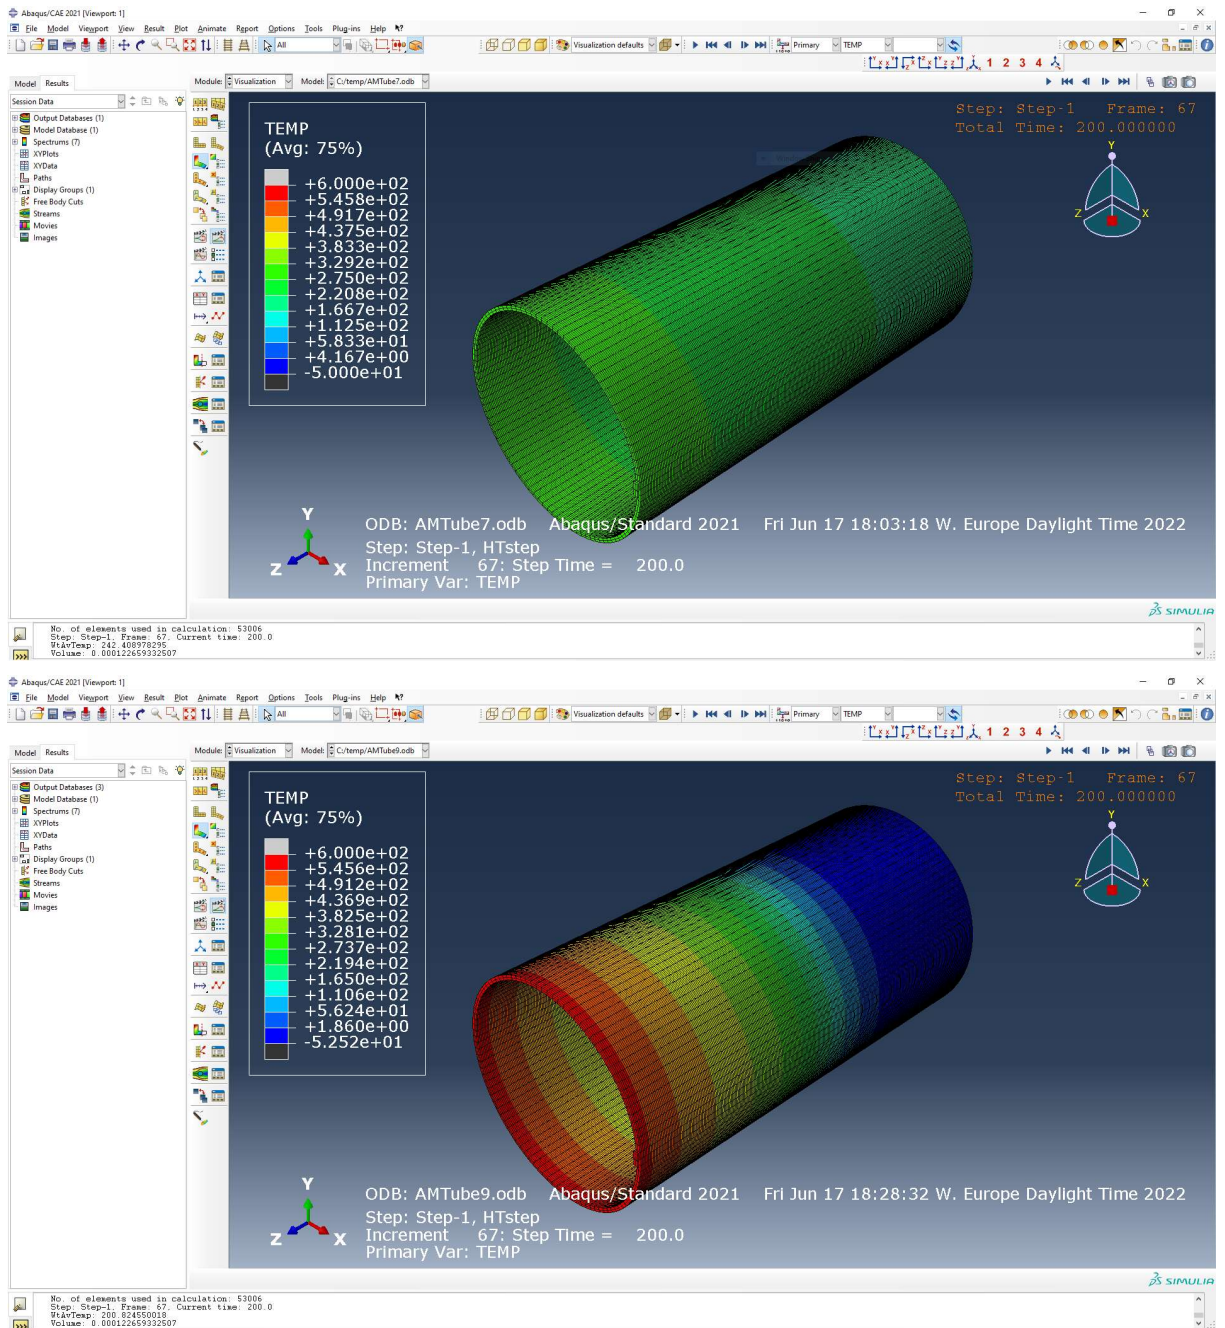 Abaqus/CAE 2021 [Viewport: 1]
File Model Viewport View Result Plot Animate Report Options Tools Plug-ins Help
All Visualization defaults Primary TEMP
1 2 3 4
Model Results Module: Visualization Model: C:/temp/AMTube7.odb
Session Data
Output Databases (1)
Model Database (1)
Spectrums (7)
XYPlots
XYData
Paths
Display Groups (1)
Free Body Cuts
Streams
Movies
Images
TEMP
(Avg: 75%)
+6.000e+02
+5.458e+02
+4.917e+02
+4.375e+02
+3.833e+02
+3.292e+02
+2.750e+02
+2.208e+02
+1.667e+02
+1.125e+02
+5.833e+01
+4.167e+00
-5.000e+01
Step: Step-1 Frame: 67
Total Time: 200.000000
Y
Z X
Y
Z X
ODB: AMTube7.odb Abaqus/Standard 2021 Fri Jun 17 18:03:18 W. Europe Daylight Time 2022
Step: Step-1, HTstep
Increment 67: Step Time = 200.0
Primary Var: TEMP
SIMULIA
No. of elements used in calculation: 53006
Step: Step-1, Frame: 67, Current time: 200.0
WtAvTemp: 242.408978295
Volume: 0.000122659332507
Abaqus/CAE 2021 [Viewport: 1]
File Model Viewport View Result Plot Animate Report Options Tools Plug-ins Help
All Visualization defaults Primary TEMP
1 2 3 4
Model Results Module: Visualization Model: C:/temp/AMTube9.odb
Session Data
Output Databases (3)
Model Database (1)
Spectrums (7)
XYPlots
XYData
Paths
Display Groups (1)
Free Body Cuts
Streams
Movies
Images
TEMP
(Avg: 75%)
+6.000e+02
+5.456e+02
+4.912e+02
+4.369e+02
+3.825e+02
+3.281e+02
+2.737e+02
+2.194e+02
+1.650e+02
+1.106e+02
+5.624e+01
+1.860e+00
-5.252e+01
Step: Step-1 Frame: 67
Total Time: 200.000000
Y
Z X
Y
Z X
ODB: AMTube9.odb Abaqus/Standard 2021 Fri Jun 17 18:28:32 W. Europe Daylight Time 2022
Step: Step-1, HTstep
Increment 67: Step Time = 200.0
Primary Var: TEMP
SIMULIA
No. of elements used in calculation: 53006
Step: Step-1, Frame: 67, Current time: 200.0
WtAvTemp: 200.824550018
Volume: 0.000122659332507